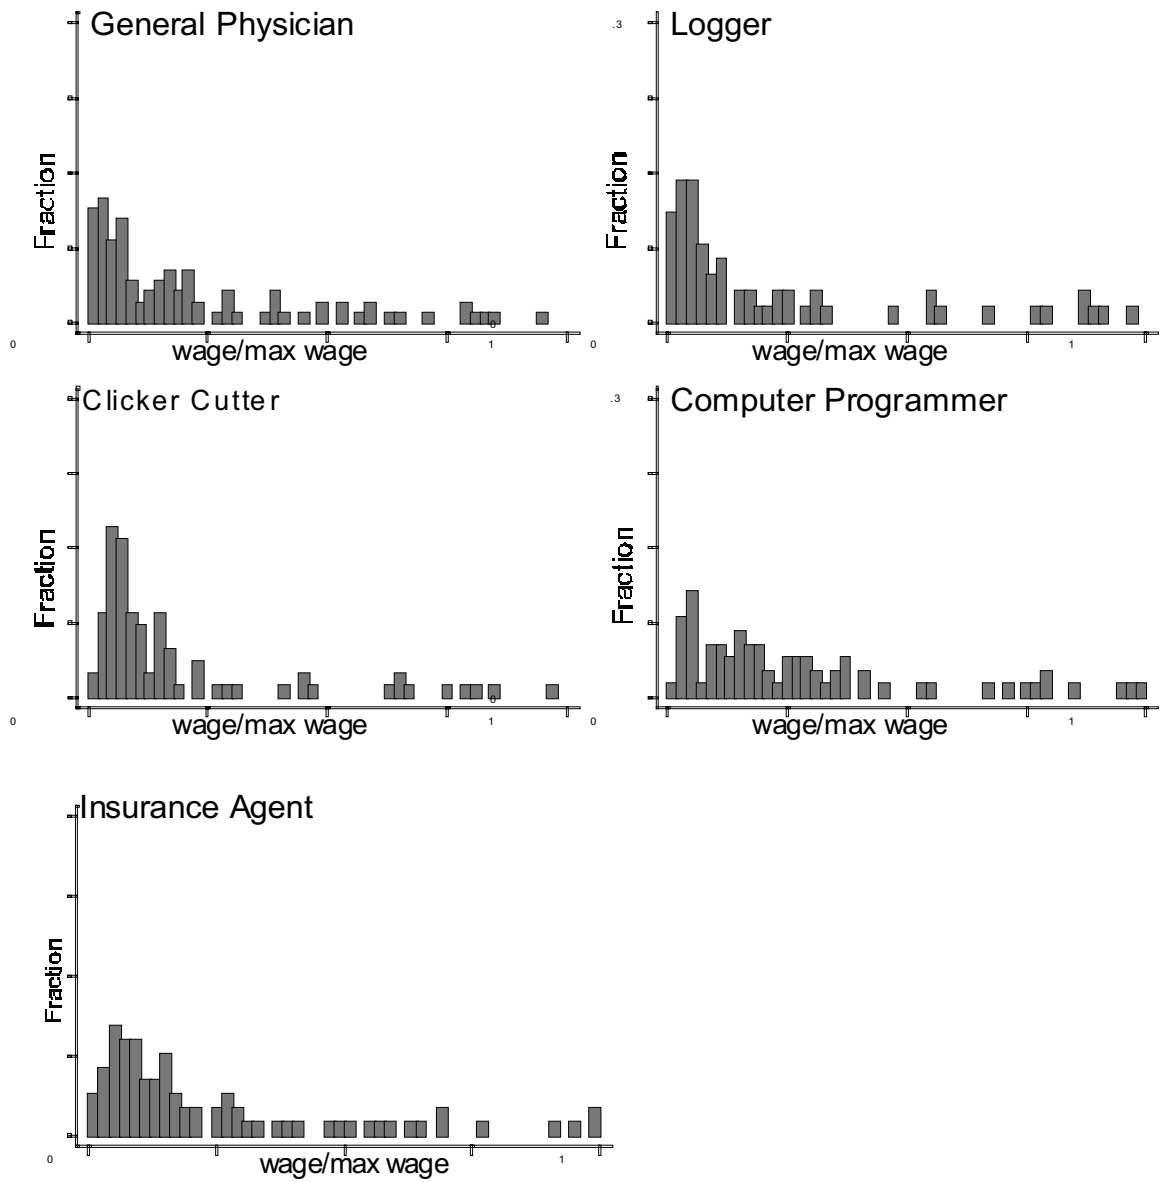 General Physician
.3
Logger
Fraction
Fraction
0
0
wage/max wage
1
0
wage/max wage
1
Clicker Cutter
.3
Computer Programmer
Fraction
Fraction
0
0
wage/max wage
1
0
wage/max wage
1
Insurance Agent
Fraction
0
wage/max wage
1